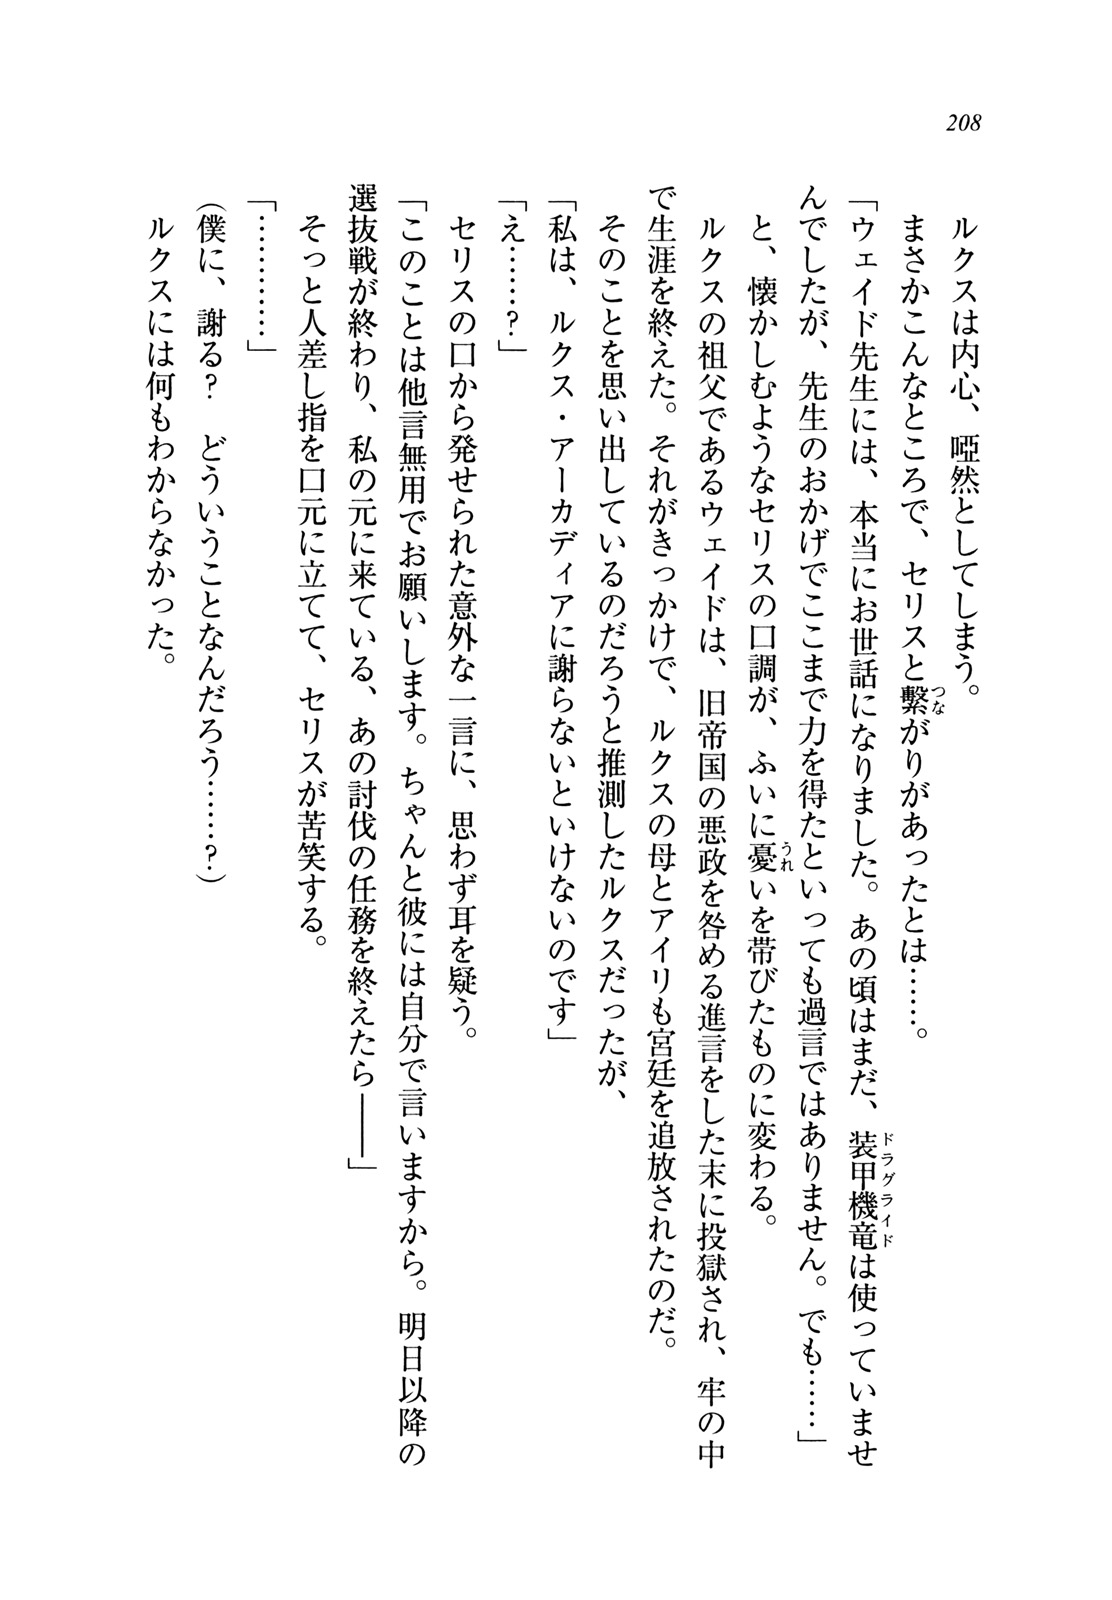 208
ルクスは内心、啞然としてしまう。
まさかこんなところで、セリスと繫がりがあったとは……。
「ウェイド先生には、本当にお世話になりました。あの頃はまだ、装甲機竜は使っていませ
んでしたが、先生のおかげでここまで力を得たといっても過言ではありません。でも……」
と、懐かしむようなセリスの口調が、ふいに憂いを帯びたものに変わる。
ルクスの祖父であるウェイドは、旧帝国の悪政を咎める進言をした末に投獄され、牢の中
で生涯を終えた。それがきっかけで、ルクスの母とアイリも宮廷を追放されたのだ。
そのことを思い出しているのだろうと推測したルクスだったが、
「私は、ルクス・アーカディアに謝らないといけないのです」
「え……？」
セリスの口から発せられた意外な一言に、思わず耳を疑う。
「このことは他言無用でお願いします。ちゃんと彼には自分で言いますから。明日以降の
選抜戦が終わり、私の元に来ている、あの討伐の任務を終えたら――」
そっと人差し指を口元に立てて、セリスが苦笑する。
「…………」
（僕に、謝る？　どういうことなんだろう……？）
ルクスには何もわからなかった。
つな
ドラグライド
うれ